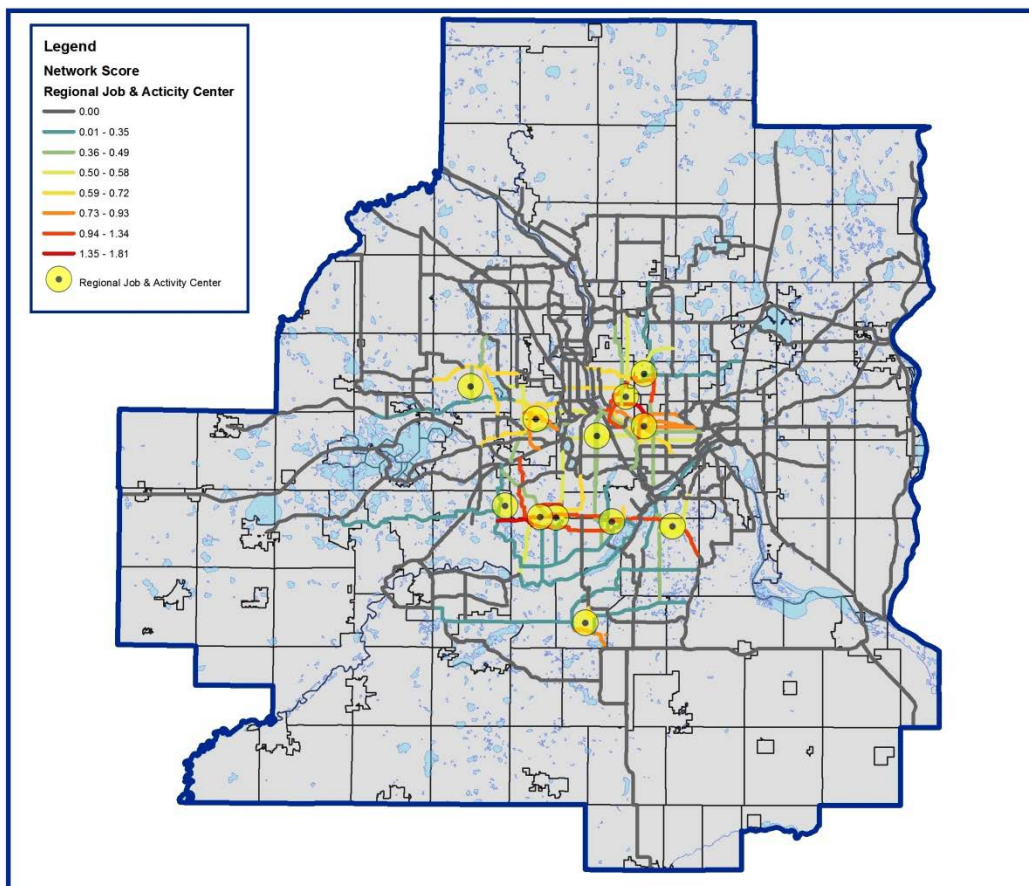 Legend
Network Score
Regional Job & Acticity Center
0.00
0.01 - 0.35
0.36 - 0.49
0.50 - 0.58
0.59 - 0.72
0.73 - 0.93
0.94 - 1.34
1.35 - 1.81
Regional Job & Activity Center